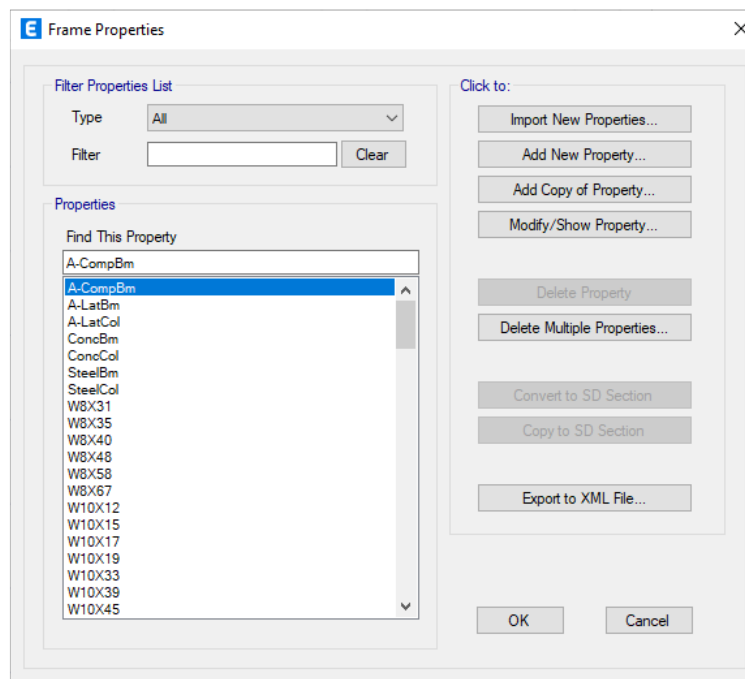 E Frame Properties
Filter Properties List
Type All
Filter Clear
Properties
Find This Property
A-CompBm
A-CompBm
A-LatBm
A-LatCol
ConcBm
ConcCol
SteelBm
SteelCol
W8X31
W8X35
W8X40
W8X48
W8X58
W8X67
W10X12
W10X15
W10X17
W10X19
W10X33
W10X39
W10X45
Click to:
Import New Properties...
Add New Property...
Add Copy of Property...
Modify/Show Property...
Delete Property
Delete Multiple Properties...
Convert to SD Section
Copy to SD Section
Export to XML File...
OK Cancel